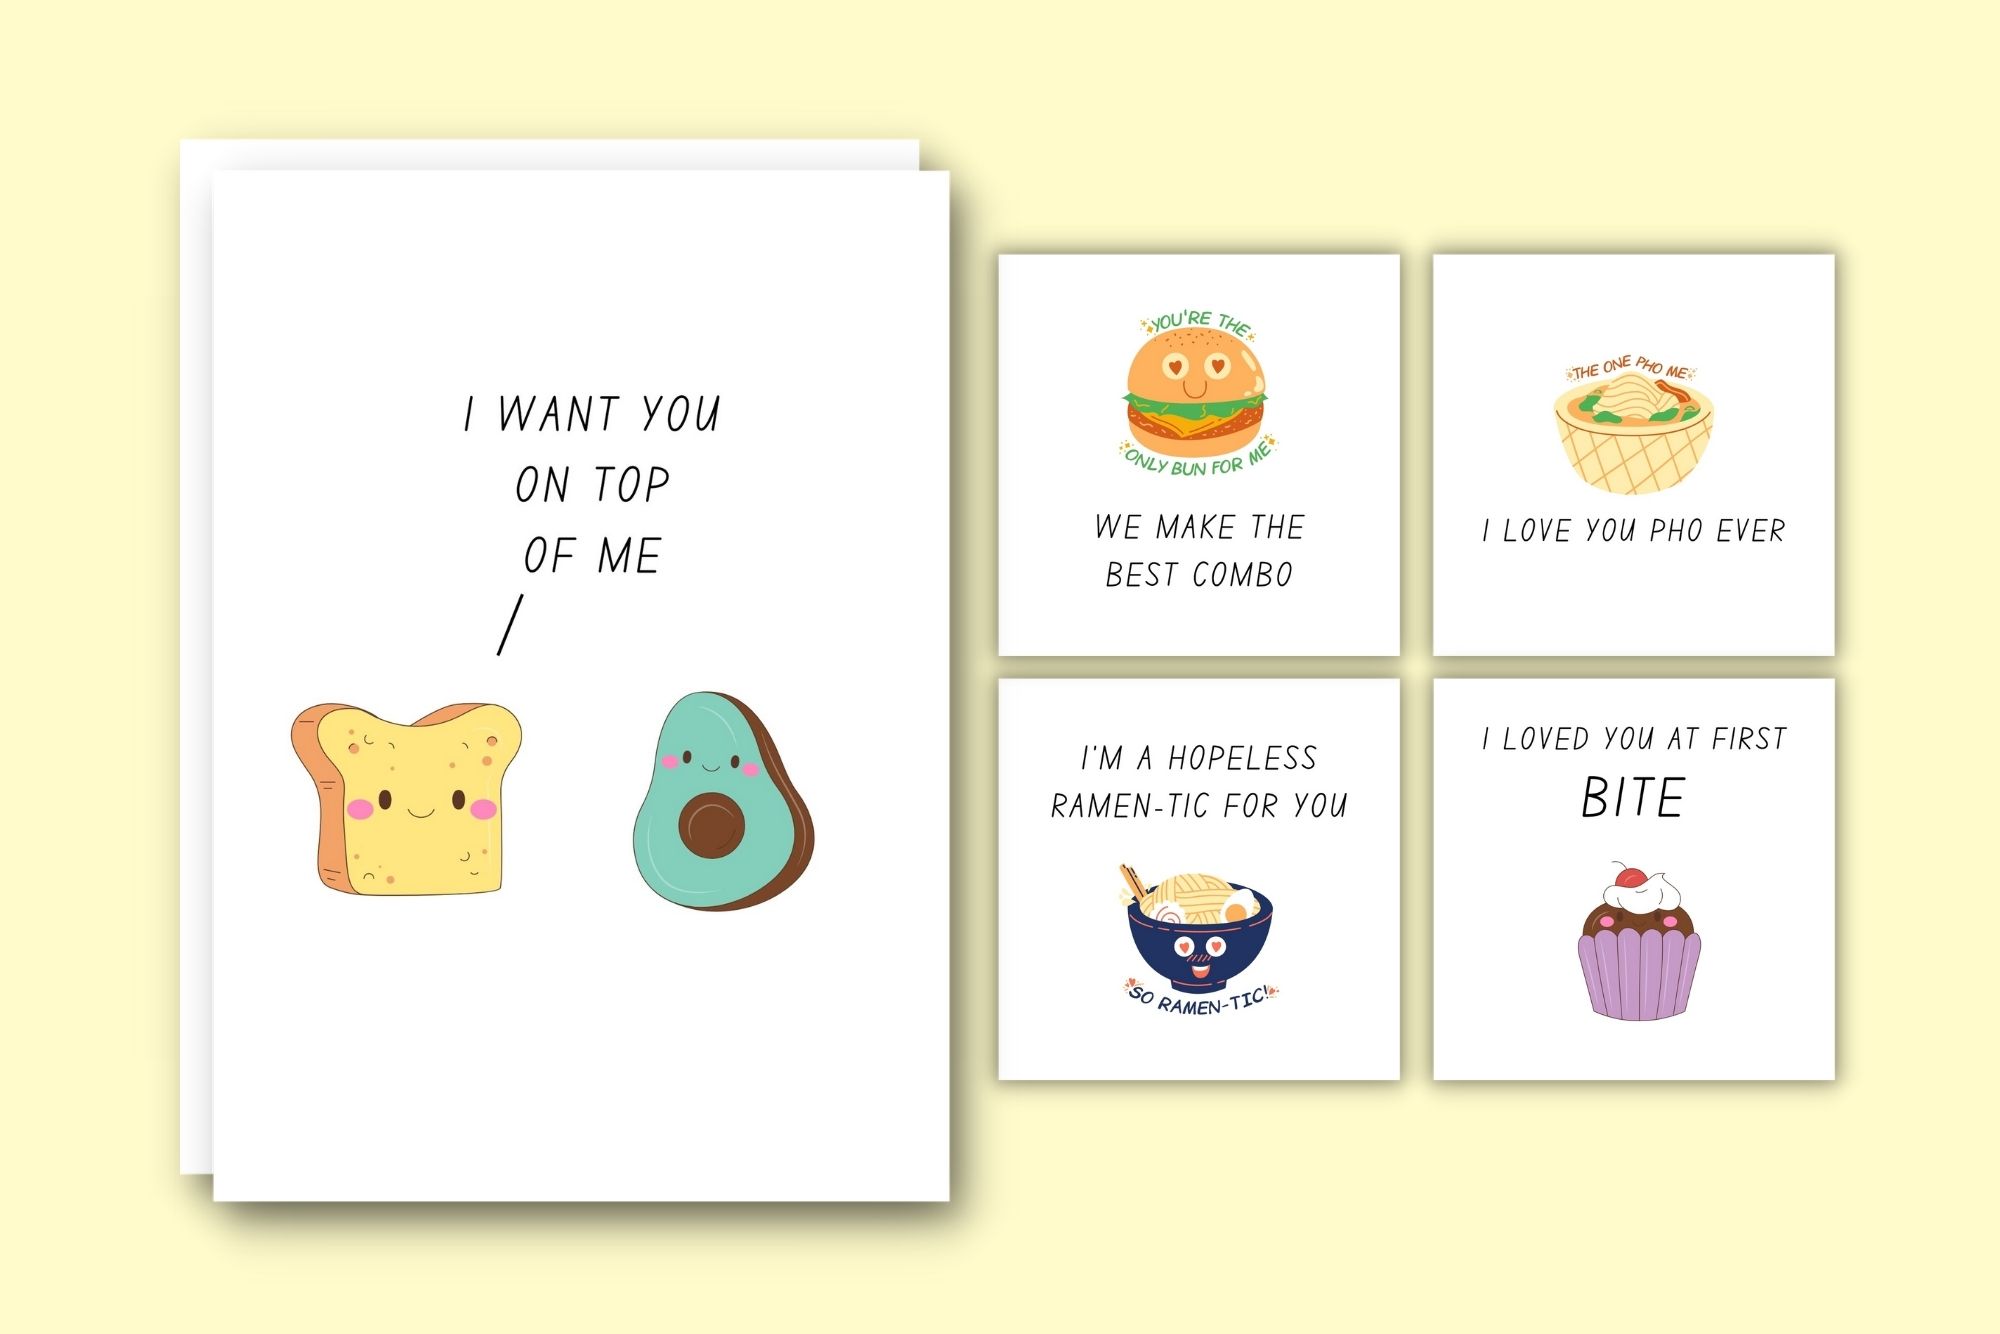 I WANT YOU
ON TOP
OF ME
YOU'RE THE
ONLY BUN FOR ME
WE MAKE THE
BEST COMBO
THE ONE PHO ME
I LOVE YOU PHO EVER
I'M A HOPELESS
RAMEN-TIC FOR YOU
SO RAMEN-TIC!
I LOVED YOU AT FIRST
BITE